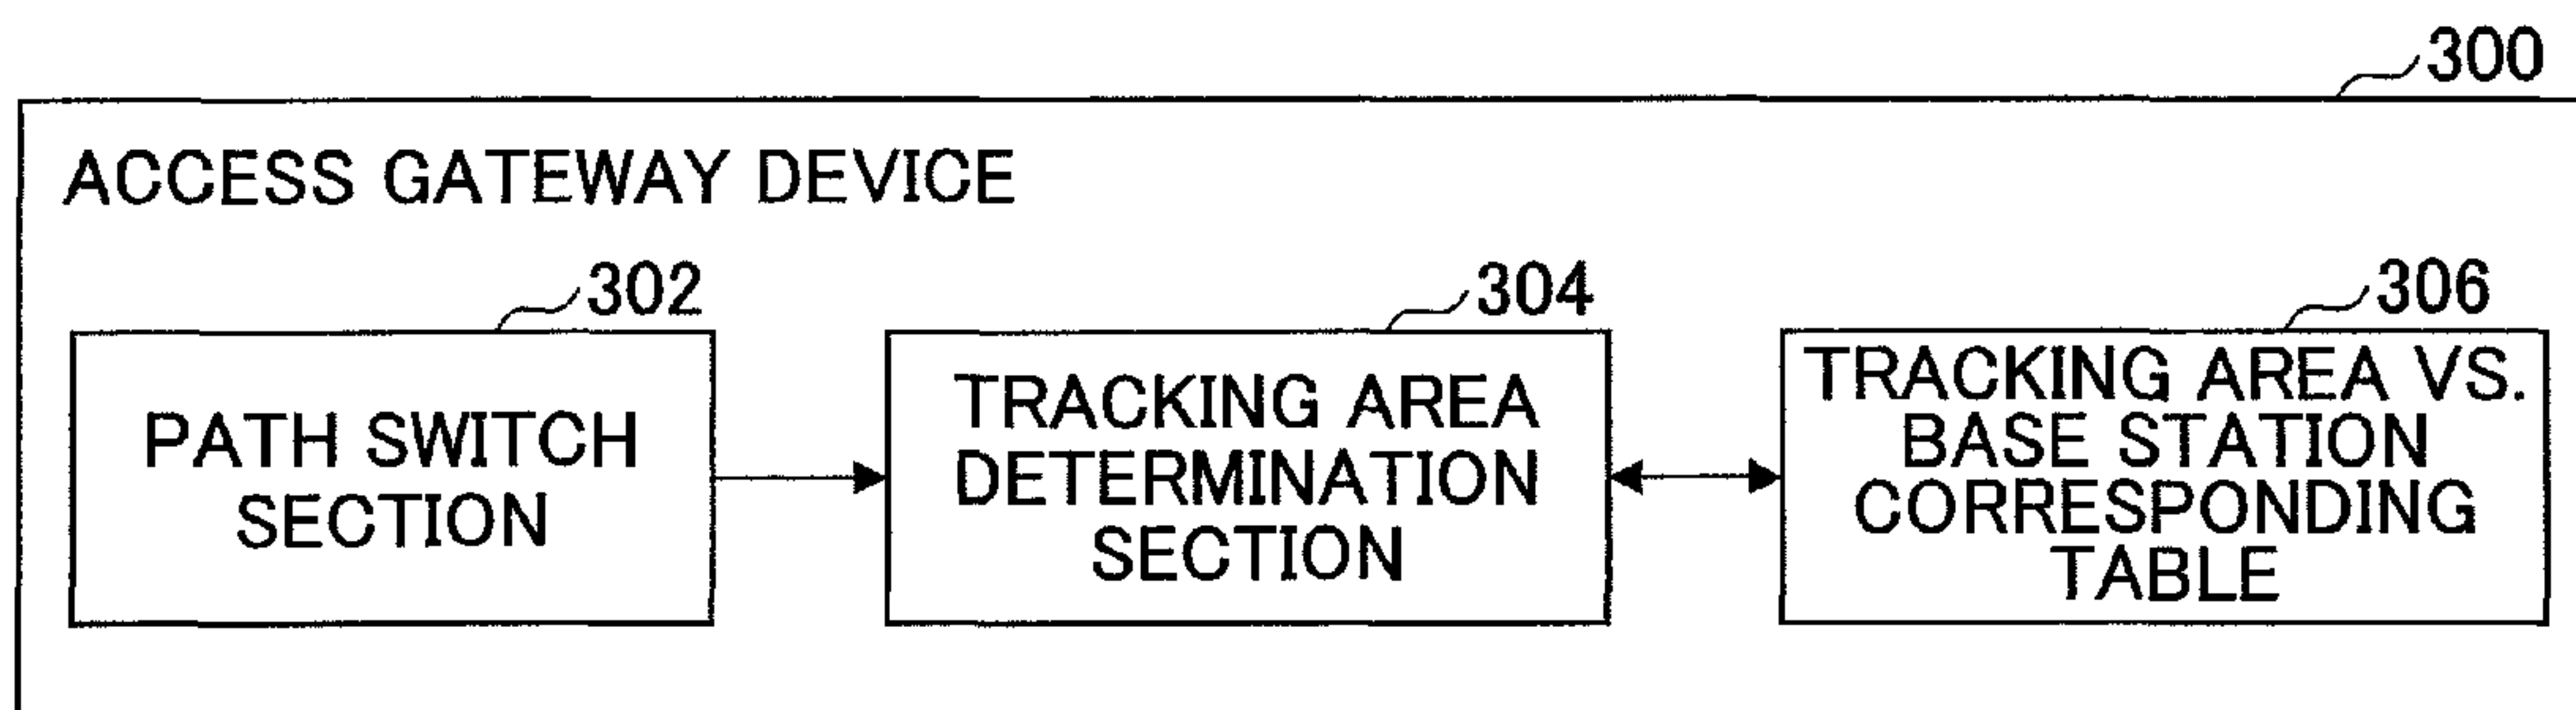 300
ACCESS GATEWAY DEVICE
302
304
306
PATH SWITCH
SECTION
TRACKING AREA
DETERMINATION
SECTION
TRACKING AREA VS.
BASE STATION
CORRESPONDING
TABLE